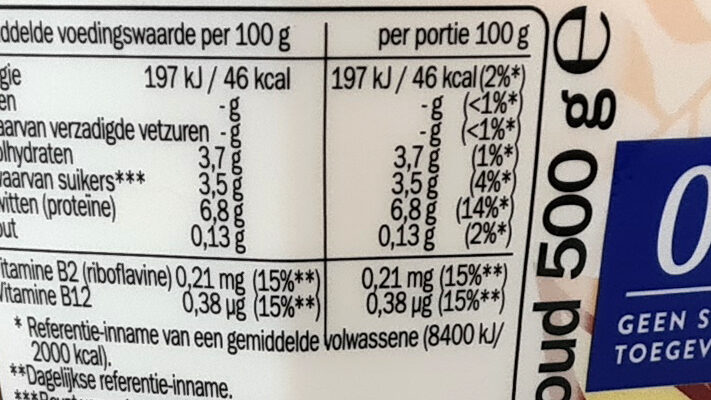 ddelde voedingswaarde per 100 g per portie 100 g
gie 197 kJ / 46 kcal 197 kJ / 46 kcal (2%*)
en -g -g (<1%*)
aarvan verzadigde vetzuren -g -g (<1%*)
olhydraten 3,7 g 3,7 g (1%*)
waarvan suikers*** 3,5 g 3,5 g (4%*)
witten (proteïne) 6,8 g 6,8 g (14%*)
out 0,13 g 0,13 g (2%*)
itamine B2 (riboflavine) 0,21 mg (15%**) 0,21 mg (15%**)
Vitamine B12 0,38 µg (15%**) 0,38 µg (15%**)
* Referentie-inname van een gemiddelde volwassene (8400 kJ/
2000 kcal).
**Dagelijkse referentie-inname.
oud 500 g e
0
GEEN S
TOEGEV